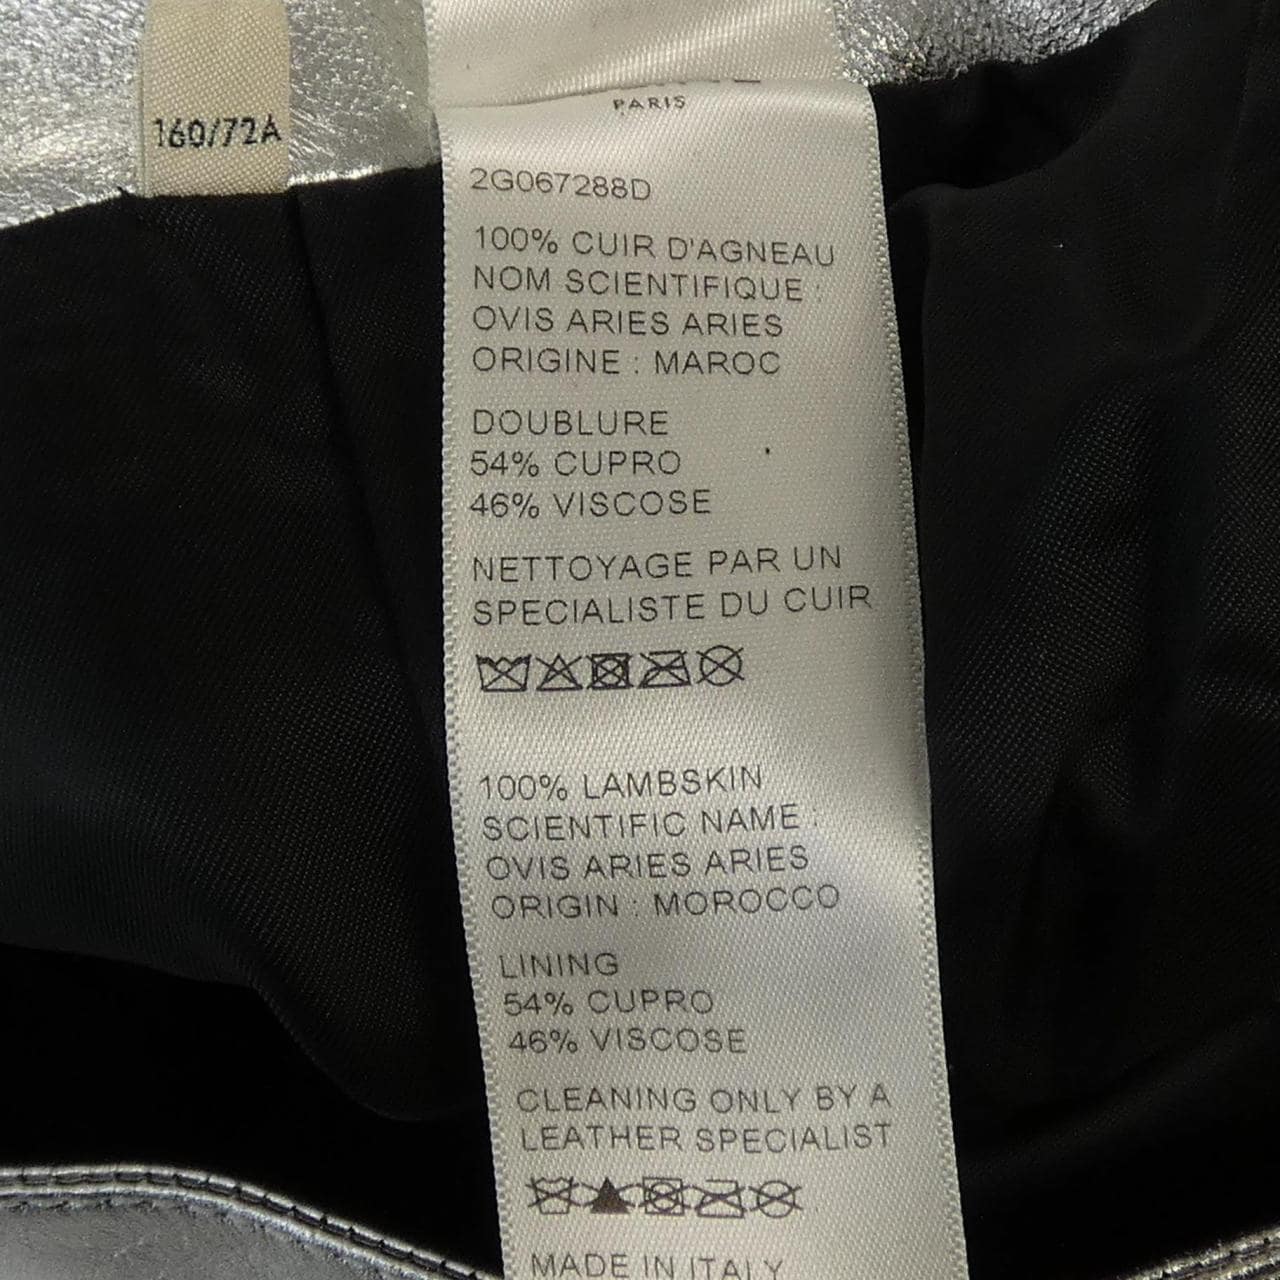 160/72A
PARIS
2G067288D
100% CUIR D'AGNEAU
NOM SCIENTIFIQUE :
OVIS ARIES ARIES
ORIGINE : MAROC
DOUBLURE
54% CUPRO
46% VISCOSE
NETTOYAGE PAR UN
SPECIALISTE DU CUIR
100% LAMBSKIN
SCIENTIFIC NAME :
OVIS ARIES ARIES
ORIGIN : MOROCCO
LINING
54% CUPRO
46% VISCOSE
CLEANING ONLY BY A
LEATHER SPECIALIST
MADE IN ITALY